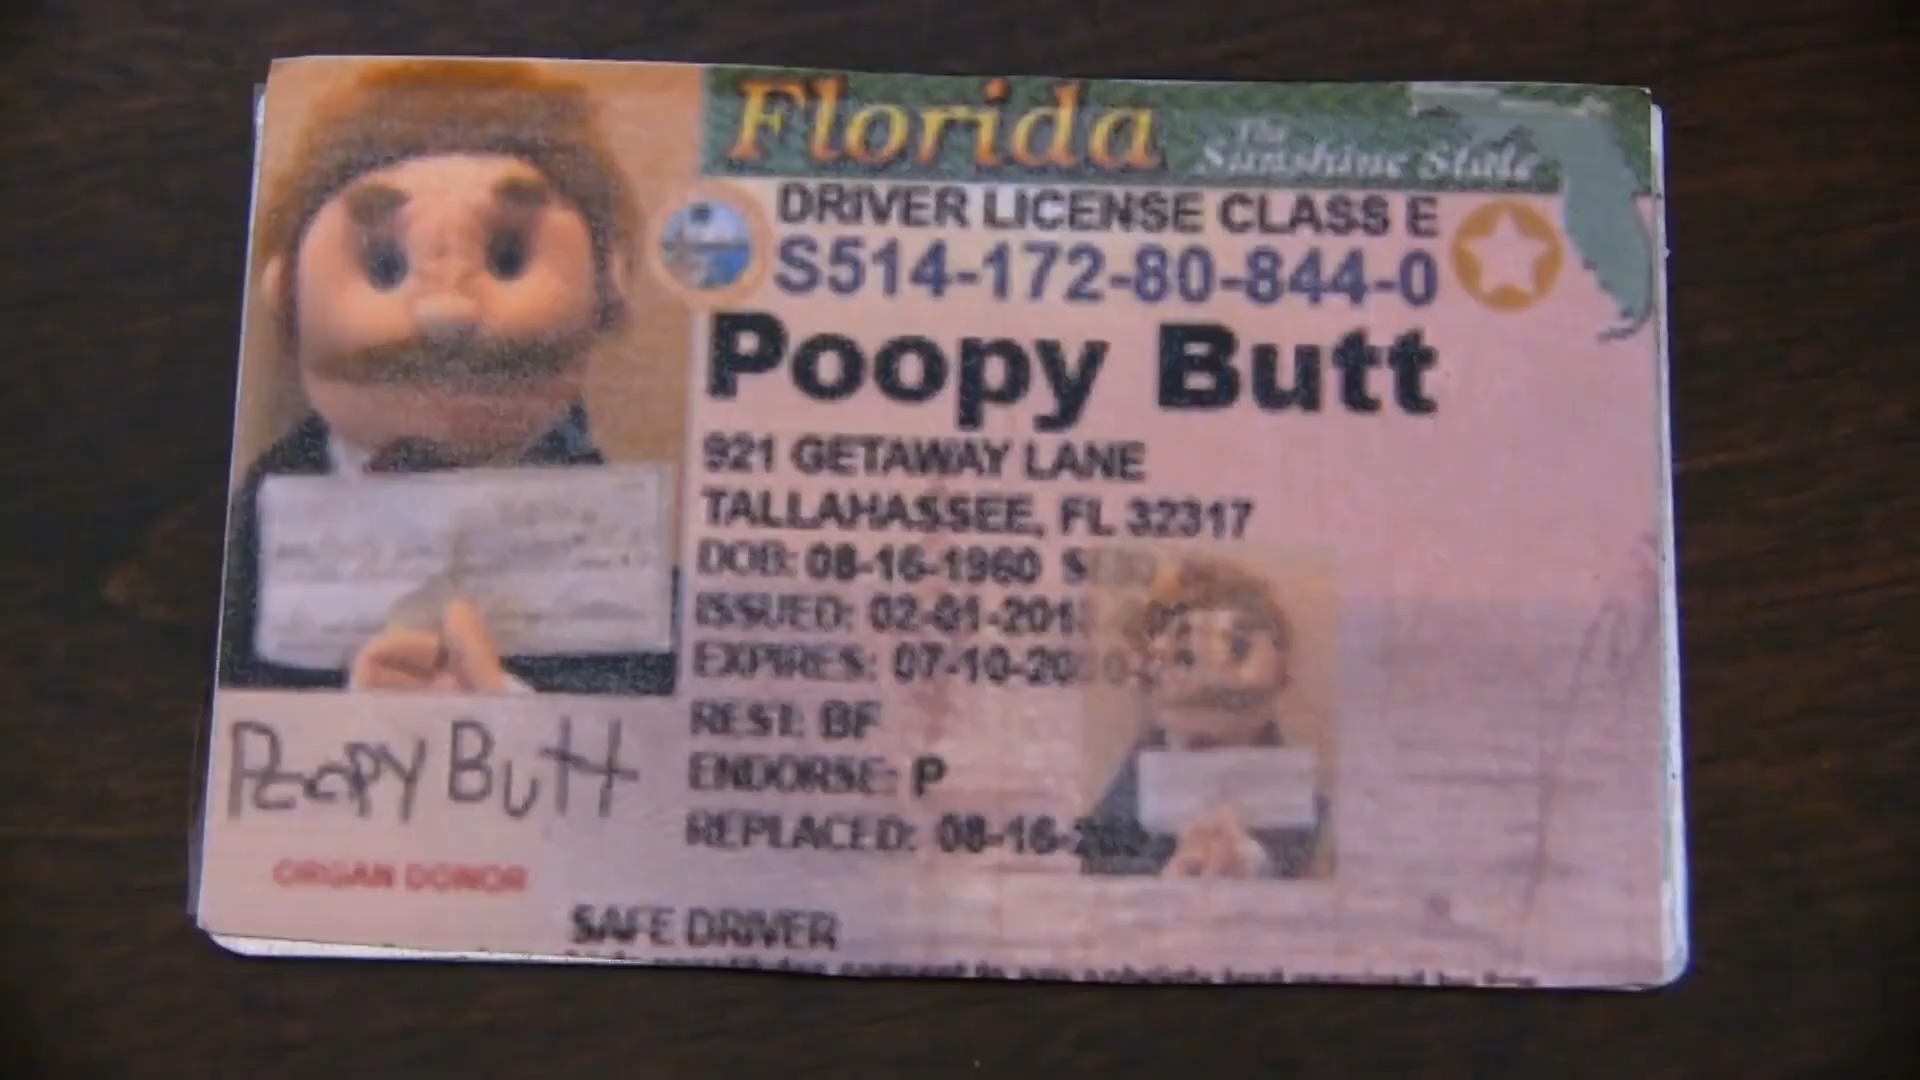 Florida
The
Sunshine State
DRIVER LICENSE CLASS E
S514-172-80-844-0
Poopy Butt
921 GETAWAY LANE
TALLAHASSEE, FL 32317
DOB: 08-16-1960
ISSUED: 02-01-201
EXPIRES: 07-10-20
REST: BF
ENDORSE: P
REPLACED: 08-16-
Poopy Butt
ORGAN DONOR
SAFE DRIVER